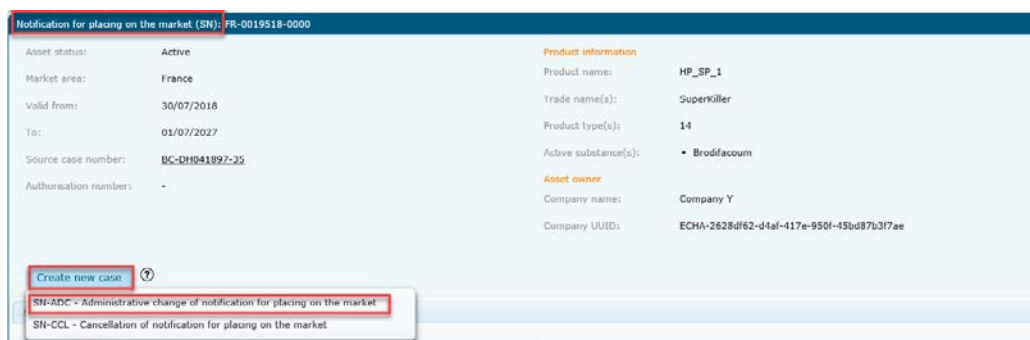 Notification for placing on the market (SN): FR-0019518-0000
Asset status: Active
Market area: France
Valid from: 30/07/2018
To: 01/07/2027
Source case number: BC-DH041897-35
Authorisation number: -
Product information
Product name: HP_SP_1
Trade name(s): SuperKiller
Product type(s): 14
Active substance(s): • Brodifacoum
Asset owner
Company name: Company Y
Company UUID: ECHA-2628df62-d4af-417e-950f-45bd87b3f7ae
Create new case ?
SN-ADC - Administrative change of notification for placing on the market
SN-CCL - Cancellation of notification for placing on the market